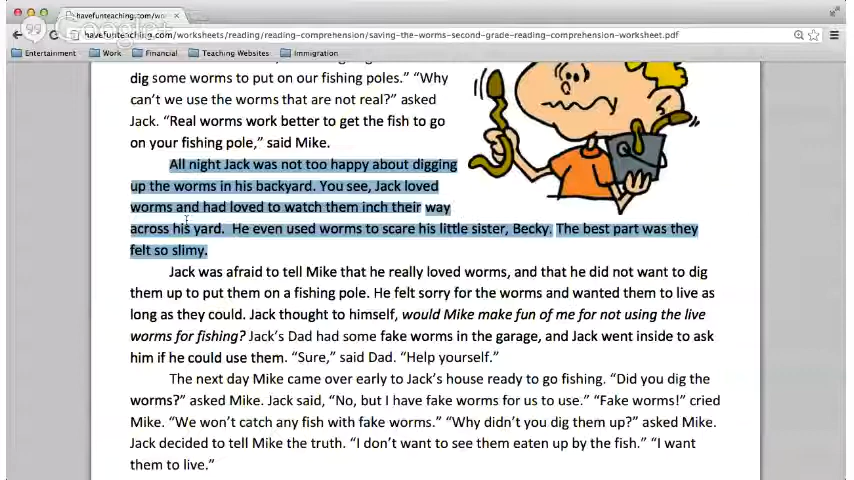 havefunteaching.com/wo
havefunteaching.com/worksheets/reading/reading-comprehension/saving-the-worms-second-grade-reading-comprehension-worksheet.pdf
Entertainment Work Financial Teaching Websites Immigration
dig some worms to put on our fishing poles.” “Why
can’t we use the worms that are not real?” asked
Jack. “Real worms work better to get the fish to go
on your fishing pole,” said Mike.
All night Jack was not too happy about digging
up the worms in his backyard. You see, Jack loved
worms and had loved to watch them inch their way
across his yard. He even used worms to scare his little sister, Becky. The best part was they
felt so slimy.
Jack was afraid to tell Mike that he really loved worms, and that he did not want to dig
them up to put them on a fishing pole. He felt sorry for the worms and wanted them to live as
long as they could. Jack thought to himself, would Mike make fun of me for not using the live
worms for fishing? Jack’s Dad had some fake worms in the garage, and Jack went inside to ask
him if he could use them. “Sure,” said Dad. “Help yourself.”
The next day Mike came over early to Jack’s house ready to go fishing. “Did you dig the
worms?” asked Mike. Jack said, “No, but I have fake worms for us to use.” “Fake worms!” cried
Mike. “We won’t catch any fish with fake worms.” “Why didn’t you dig them up?” asked Mike.
Jack decided to tell Mike the truth. “I don’t want to see them eaten up by the fish.” “I want
them to live.”